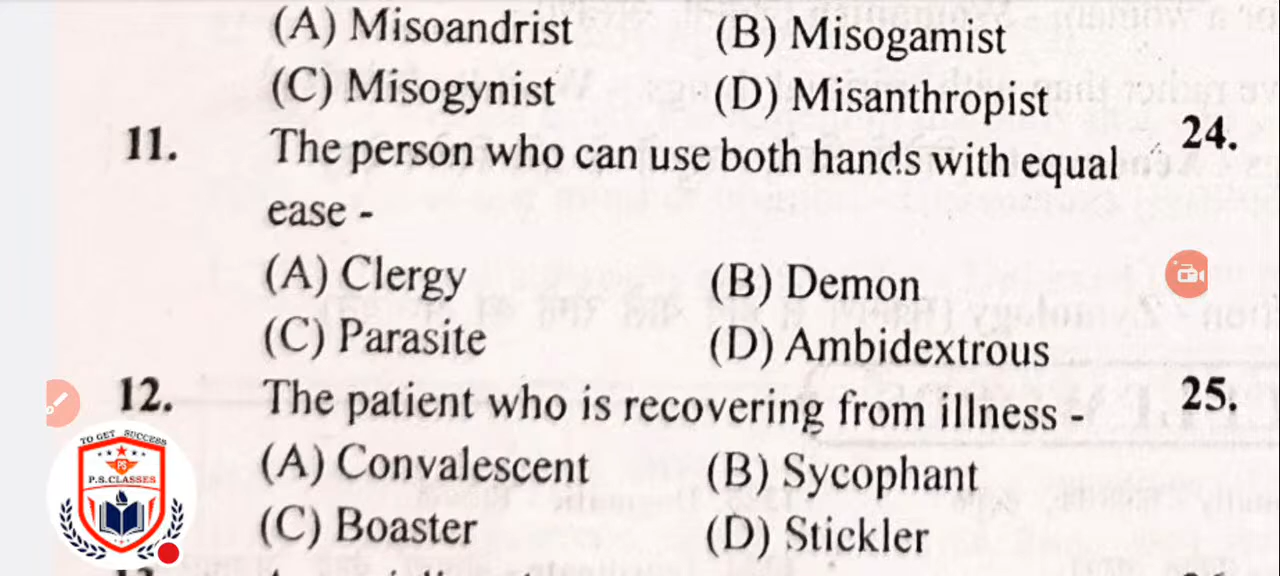 (A) Misoandrist (B) Misogamist
(C) Misogynist (D) Misanthropist
11. The person who can use both hands with equal
ease -
(A) Clergy (B) Demon
(C) Parasite (D) Ambidextrous
12. The patient who is recovering from illness -
(A) Convalescent (B) Sycophant
(C) Boaster (D) Stickler
24.
25.
TO GET SUCCESS
PS
P.S.CLASSES